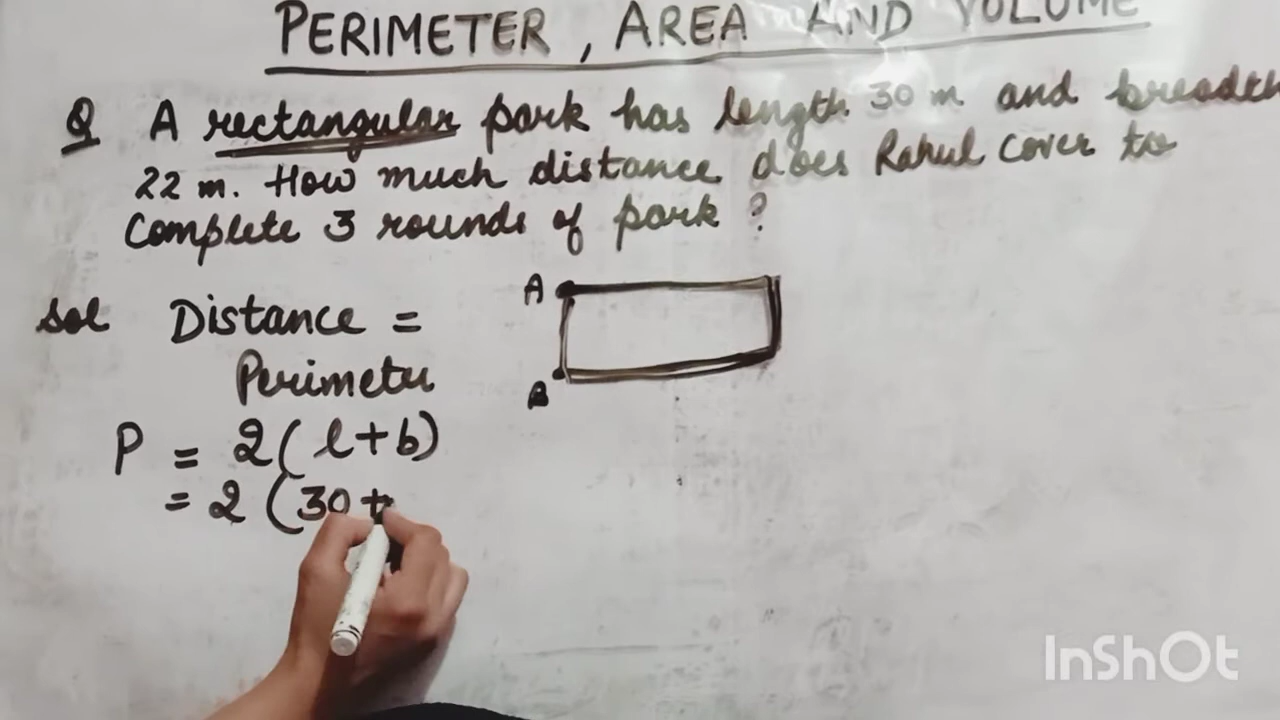 PERIMETER, AREA AND VOLUME
Q A rectangular park has length 30 m and breadth
22 m. How much distance does Rahul cover to
Complete 3 rounds of park ?
Sol Distance =
Perimeter
A
B
P = 2(l+b)
= 2 (30 +
InShOt